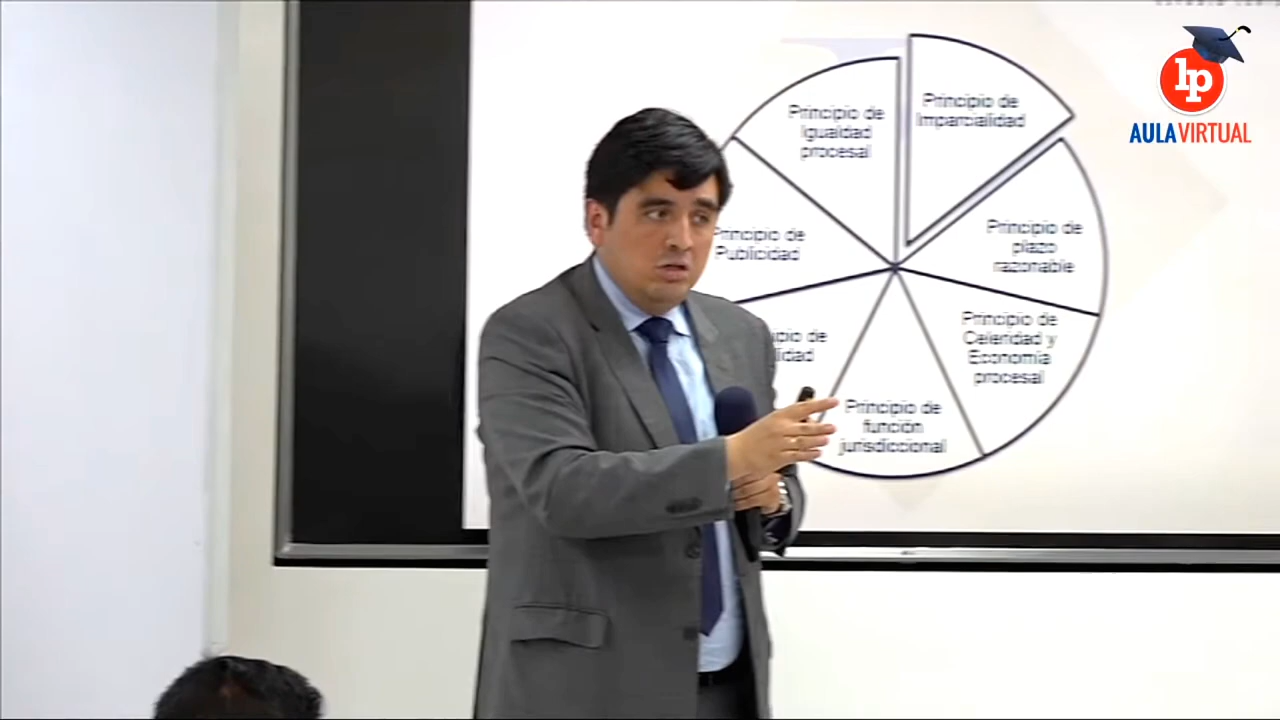 lp
AULA VIRTUAL
Principio de
Imparcialidad
Principio de
plazo
razonable
Principio de
Celeridad y
Economía
procesal
Principio de
función
jurisdiccional
Principio de
Publicidad
Principio de
Igualdad
procesal